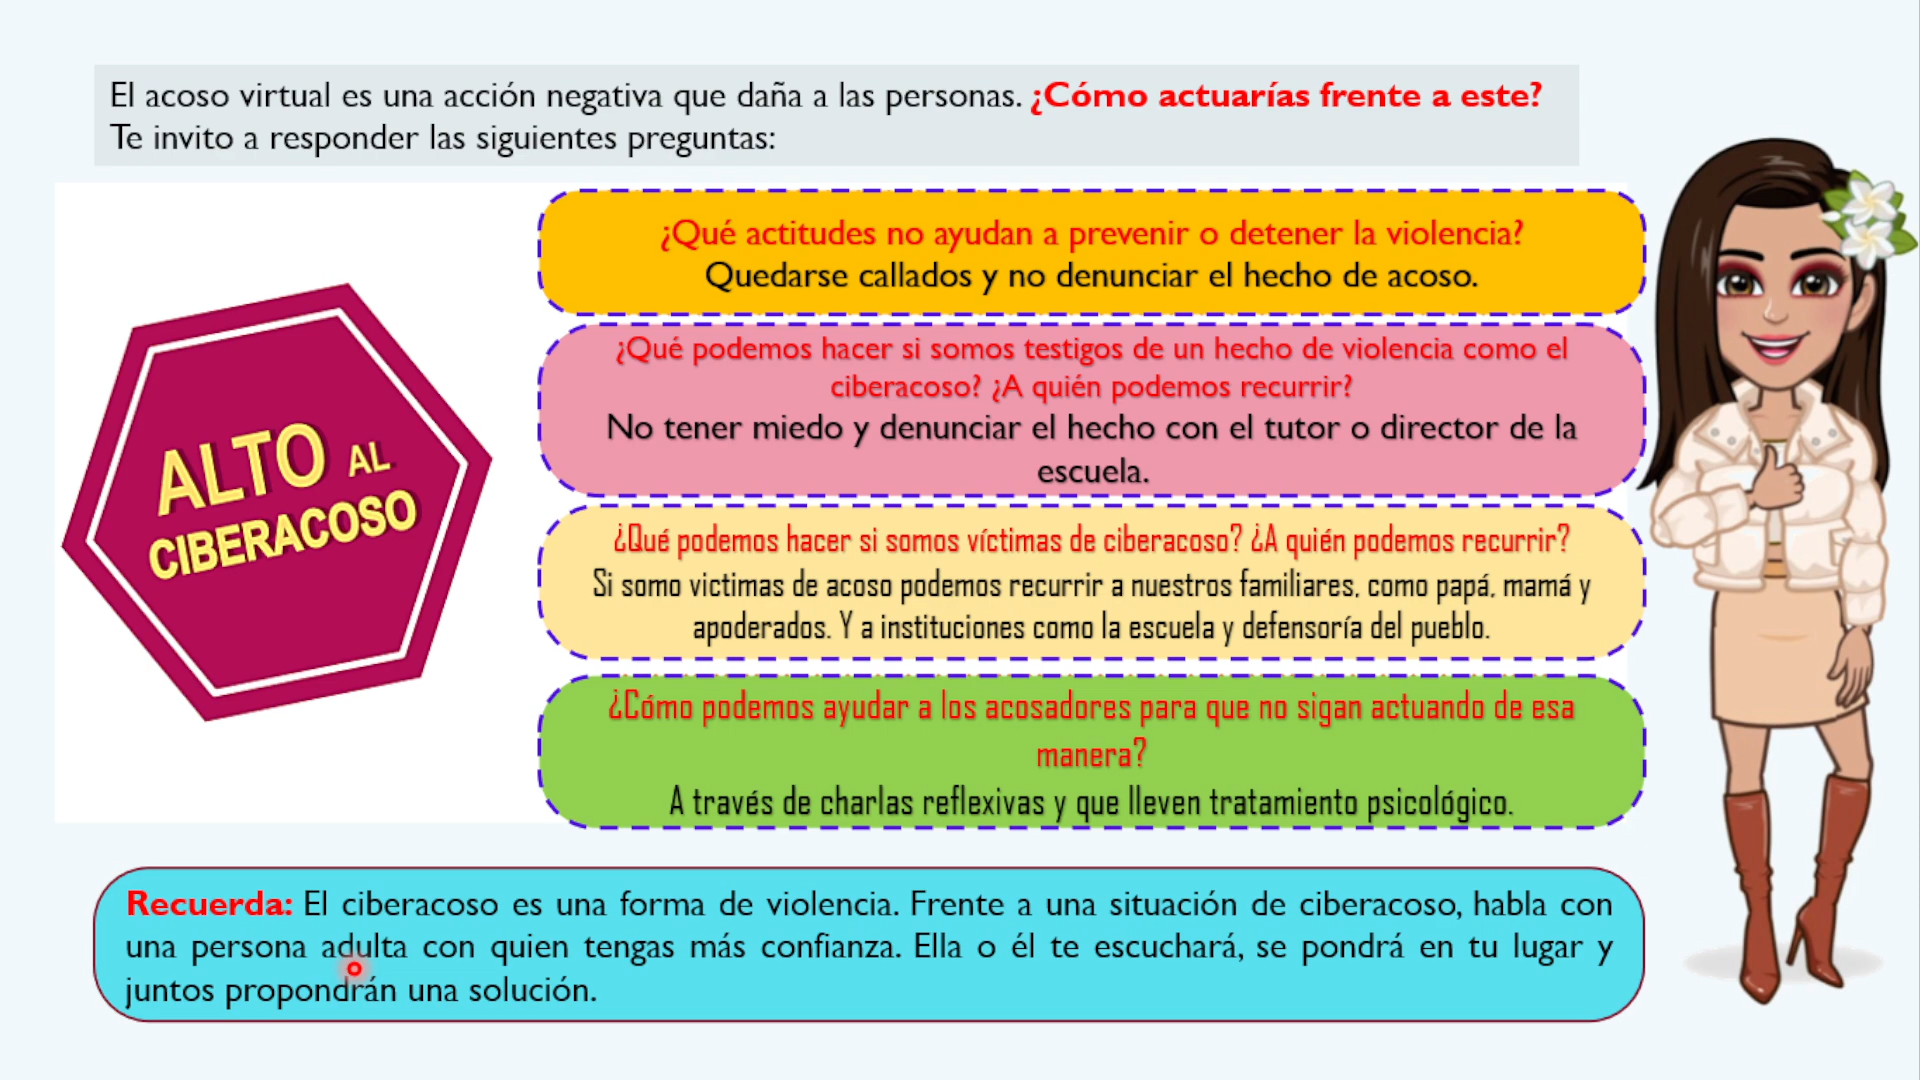 El acoso virtual es una acción negativa que daña a las personas. ¿Cómo actuarías frente a este?
Te invito a responder las siguientes preguntas:
ALTO AL
CIBERACOSO
¿Qué actitudes no ayudan a prevenir o detener la violencia?
Quedarse callados y no denunciar el hecho de acoso.
¿Qué podemos hacer si somos testigos de un hecho de violencia como el
ciberacoso? ¿A quién podemos recurrir?
No tener miedo y denunciar el hecho con el tutor o director de la
escuela.
¿Qué podemos hacer si somos víctimas de ciberacoso? ¿A quién podemos recurrir?
Si somo victimas de acoso podemos recurrir a nuestros familiares, como papá, mamá y
apoderados. Y a instituciones como la escuela y defensoría del pueblo.
¿Cómo podemos ayudar a los acosadores para que no sigan actuando de esa
manera?
A través de charlas reflexivas y que lleven tratamiento psicológico.
Recuerda: El ciberacoso es una forma de violencia. Frente a una situación de ciberacoso, habla con
una persona adulta con quien tengas más confianza. Ella o él te escuchará, se pondrá en tu lugar y
juntos propondrán una solución.